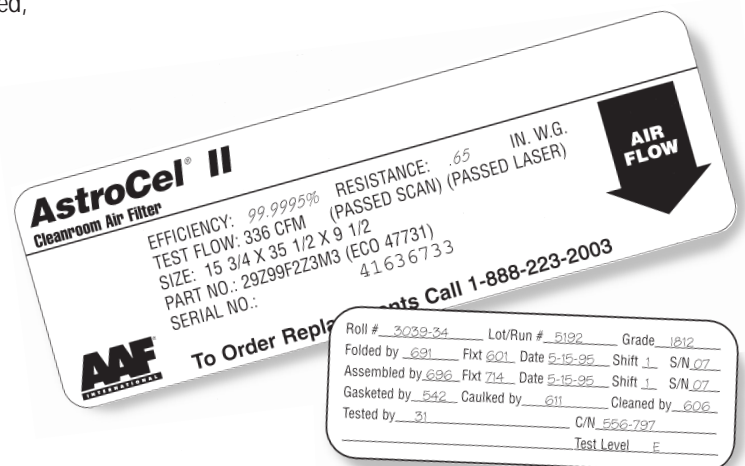 ed,
AstroCel® II
Cleanroom Air Filter
EFFICIENCY: 99.9995% RESISTANCE: .65 IN. W.G.
TEST FLOW: 336 CFM (PASSED SCAN) (PASSED LASER)
SIZE: 15 3/4 X 35 1/2 X 9 1/2
PART NO.: 29Z99F2Z3M3 (ECO 47731)
SERIAL NO.: 41636733
To Order Repla nts Call 1-888-223-2003
AIR
FLOW
AAF
INTERNATIONAL
Roll # 3039-34 Lot/Run # 5192 Grade 1812
Folded by 691 Flxt 601 Date 5-15-95 Shift 1 S/N 07
Assembled by 696 Flxt 714 Date 5-15-95 Shift 1 S/N 07
Gasketed by 542 Caulked by 611 Cleaned by 606
Tested by 31 C/N 556-797
Test Level E